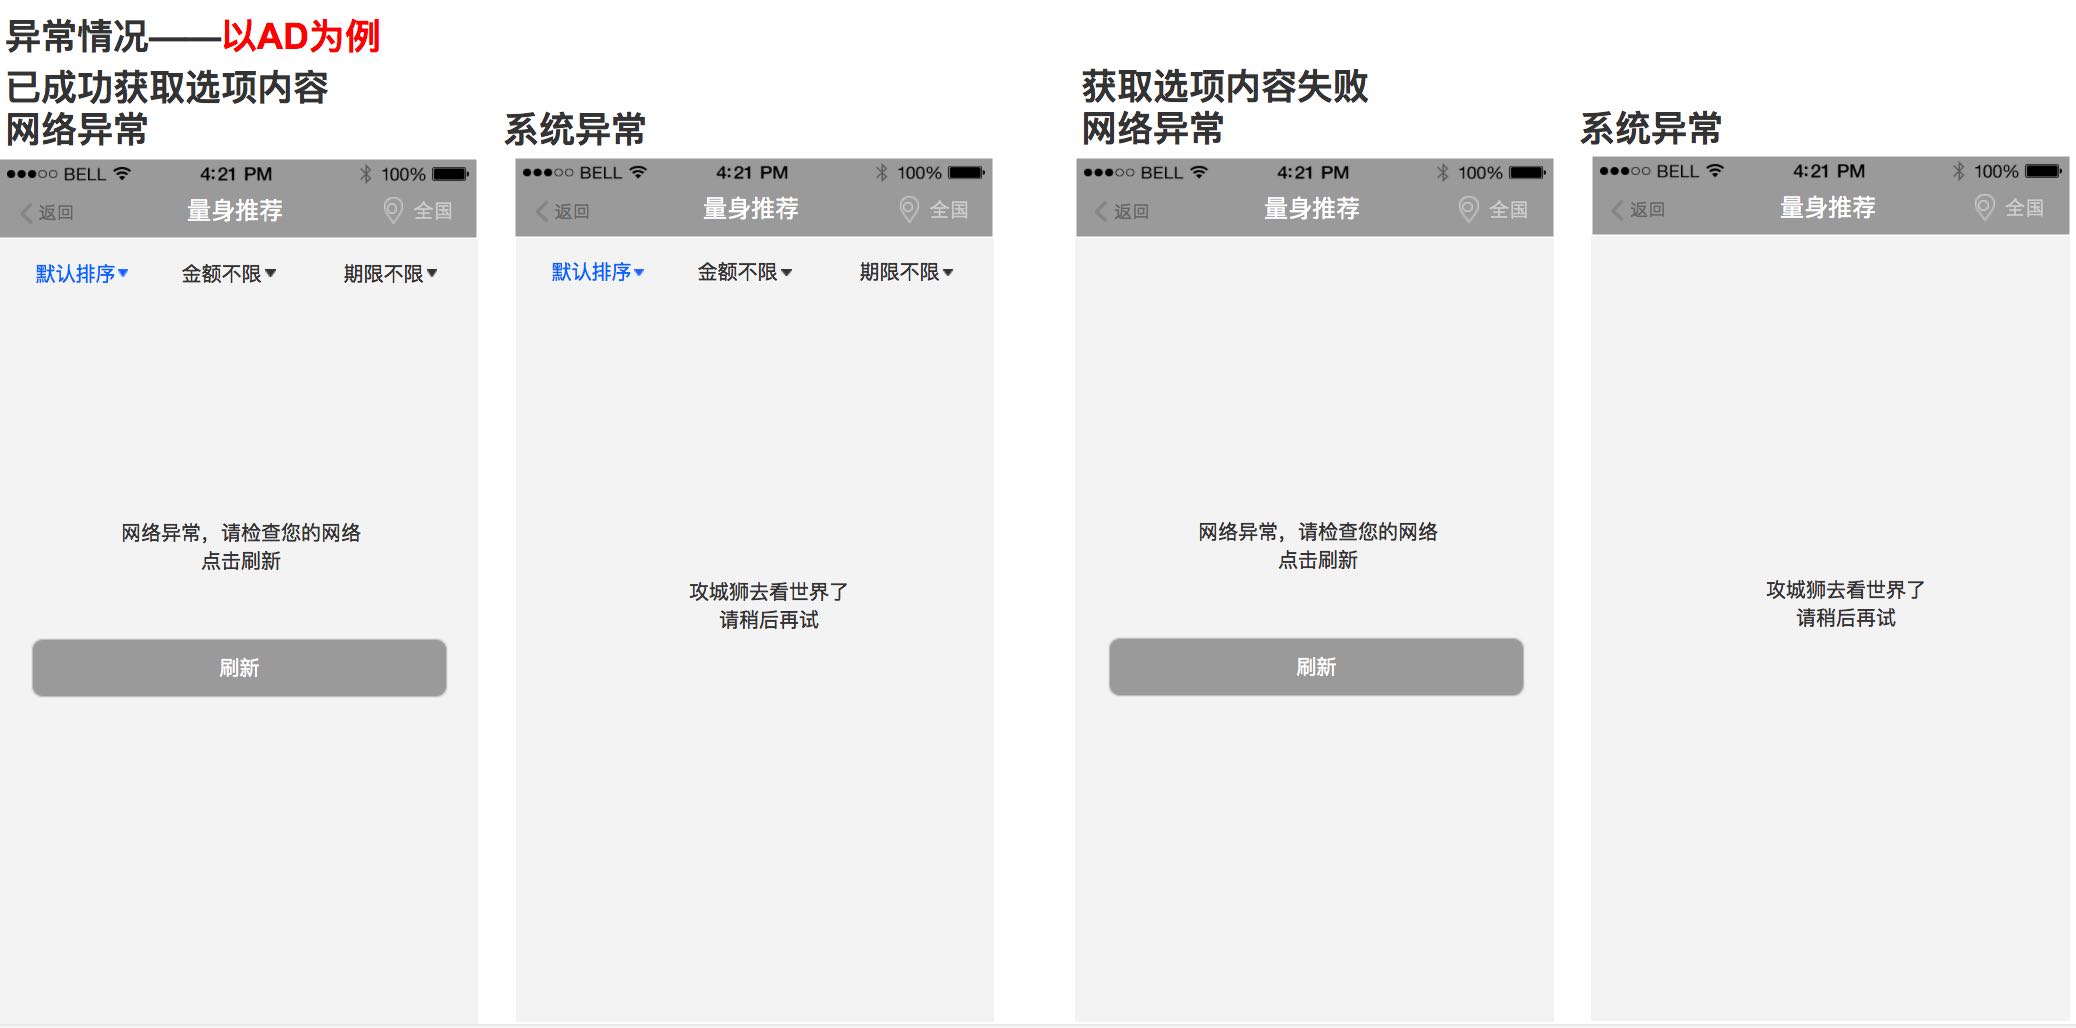 异常情况——以AD为例
已成功获取选项内容
网络异常
系统异常
获取选项内容失败
网络异常
系统异常
BELL 4:21 PM 100%
返回 量身推荐 全国
默认排序 金额不限 期限不限
网络异常，请检查您的网络
点击刷新
刷新
BELL 4:21 PM 100%
返回 量身推荐 全国
默认排序 金额不限 期限不限
攻城狮去看世界了
请稍后再试
BELL 4:21 PM 100%
返回 量身推荐 全国
网络异常，请检查您的网络
点击刷新
刷新
BELL 4:21 PM 100%
返回 量身推荐 全国
攻城狮去看世界了
请稍后再试